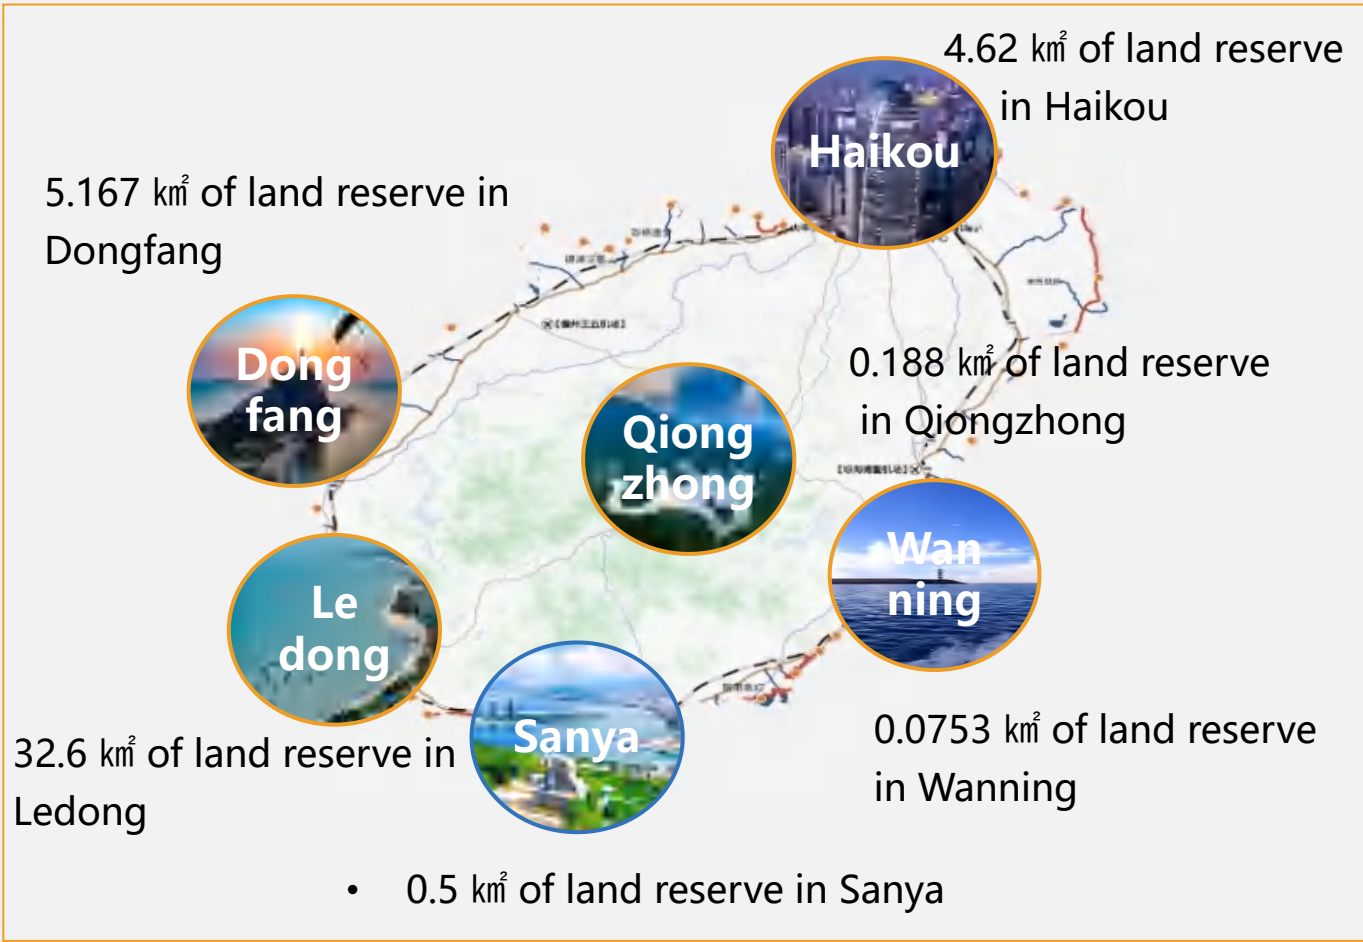 4.62 ㎢ of land reserve
in Haikou
Haikou
5.167 ㎢ of land reserve in
Dongfang
Dong
fang
0.188 ㎢ of land reserve
in Qiongzhong
Qiong
zhong
Wan
ning
Le
dong
Sanya
0.0753 ㎢ of land reserve
in Wanning
32.6 ㎢ of land reserve in
Ledong
• 0.5 ㎢ of land reserve in Sanya